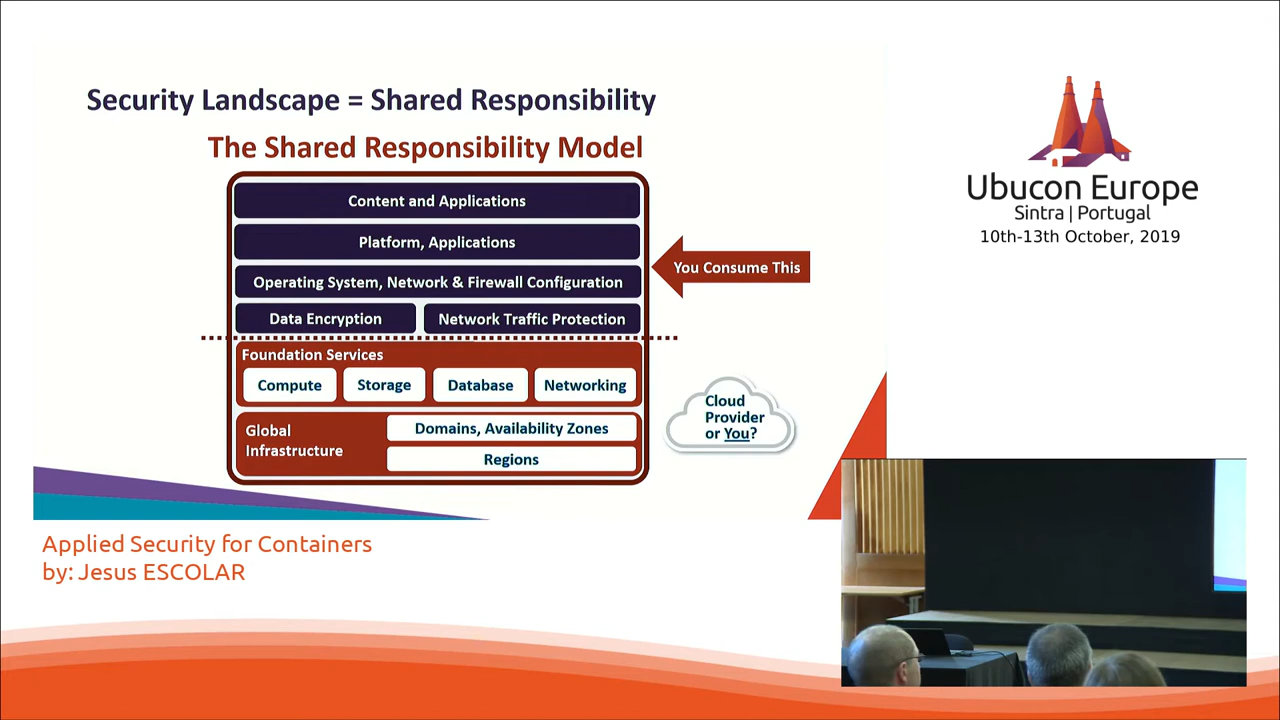 Security Landscape = Shared Responsibility
The Shared Responsibility Model
Content and Applications
Platform, Applications
Operating System, Network & Firewall Configuration
Data Encryption
Network Traffic Protection
You Consume This
Foundation Services
Compute
Storage
Database
Networking
Global
Infrastructure
Domains, Availability Zones
Regions
Cloud
Provider
or You?
Ubucon Europe
Sintra | Portugal
10th-13th October, 2019
Applied Security for Containers
by: Jesus ESCOLAR